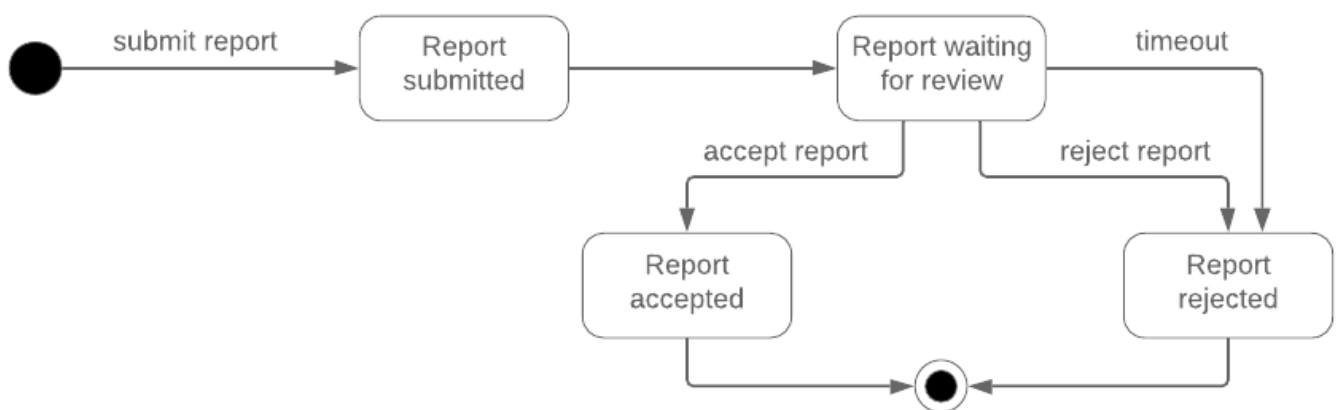 submit report
Report
submitted
Report waiting
for review
timeout
accept report
reject report
Report
accepted
Report
rejected